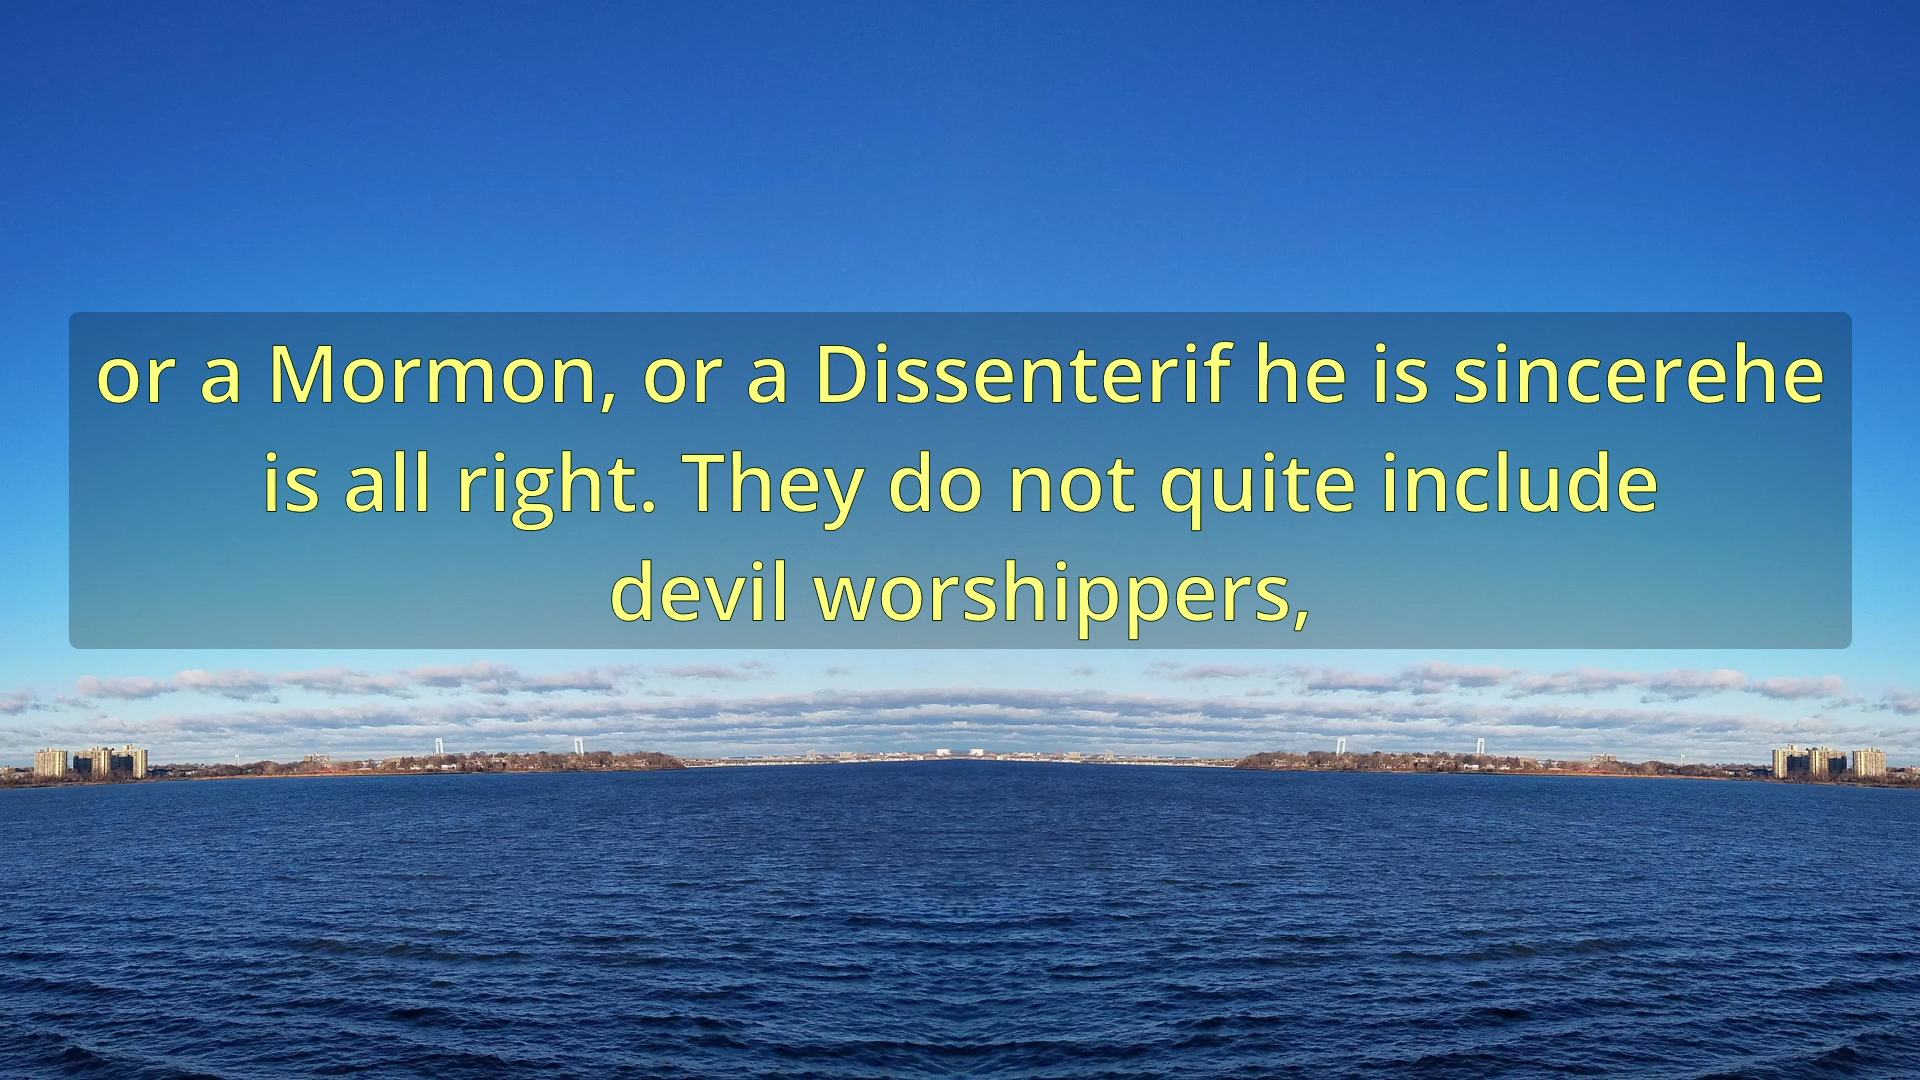 or a Mormon, or a Dissenterif he is sincerehe
is all right. They do not quite include
devil worshippers,